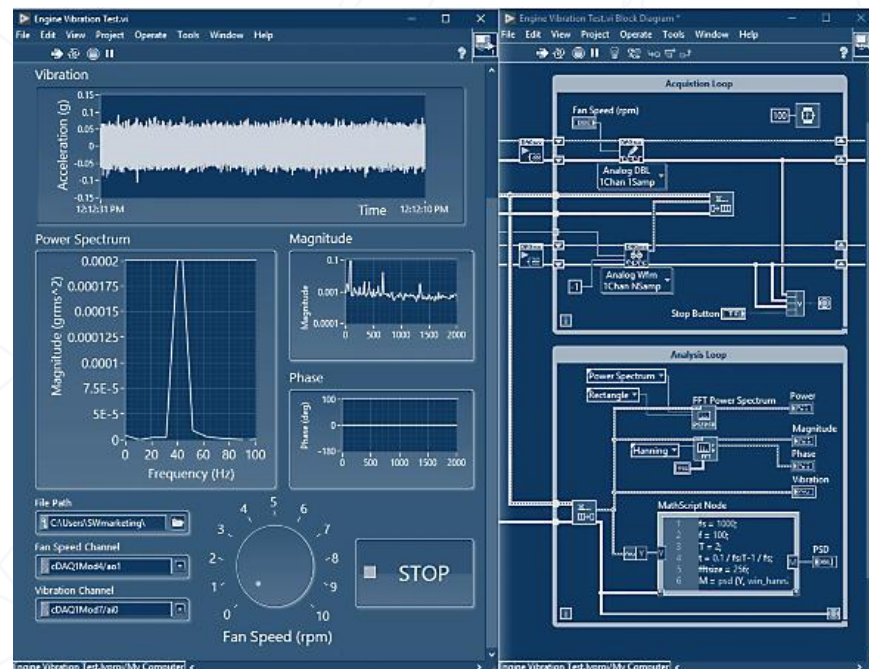 Engine Vibration Test.vi
File Edit View Project Operate Tools Window Help
Vibration
Acceleration (g)
0.15
0.1
0.05
0
-0.05
-0.1
-0.15
12:12:31 PM
Time
12:12:10 PM
Power Spectrum
Magnitude (grms^2)
0.0002
0.000175
0.00015
0.000125
0.0001
7.5E-5
5E-5
0
0 20 40 60 80 100
Frequency (Hz)
Magnitude
Magnitude
0.1
0.001
0.0001
0 500 1000 1500 2000
Phase
Phase (deg)
100
0
-180
0 500 1000 1500 2000
File Path
C:\Users\SWmarketing\
Fan Speed Channel
cDAQ1Mod4/ao1
Vibration Channel
cDAQ1Mod7/ai0
0 1 2 3 4 5 6 7 8 9 10
Fan Speed (rpm)
STOP
Engine Vibration Test.lvproj/My Computer
Engine Vibration Test.vi Block Diagram *
File Edit View Project Operate Tools Window Help
Acquistion Loop
Fan Speed (rpm)
100
Analog DBL
1Chan 1Samp
-1
Analog Wfm
1Chan NSamp
Stop Button
i
Analysis Loop
Power Spectrum
Rectangle
FFT Power Spectrum
Power
Magnitude
Hanning
Phase
FFT
Vibration
MathScript Node
1 fs = 1000;
2 f = 100;
3 T = 2;
4 t = 0.1 / fs:T-1 / fs;
5 fftsize = 256;
6 M = psd (Y, win_hann
Y
M
PSD
i
Engine Vibration Test.lvproj/My Computer